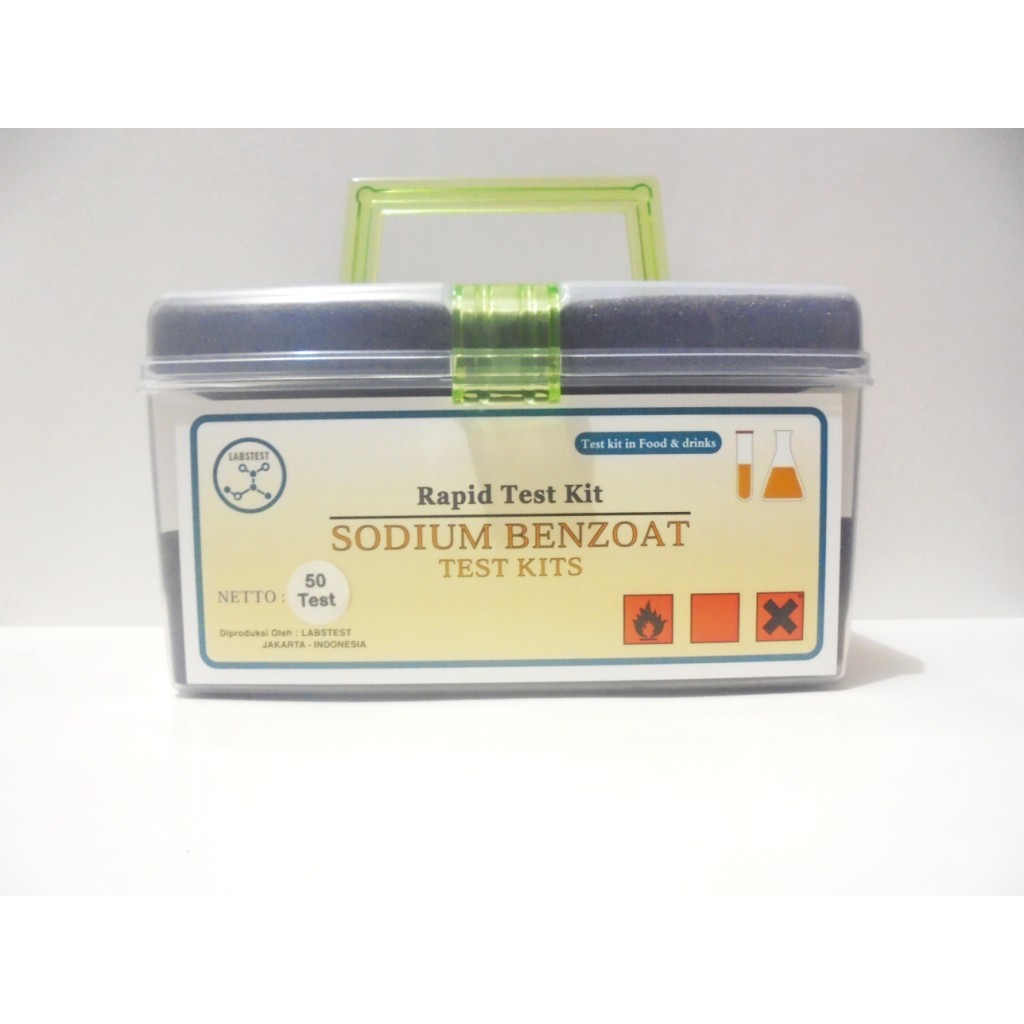 LABSTEST
Test kit in Food & drinks
Rapid Test Kit
SODIUM BENZOAT
TEST KITS
NETTO : 50 Test
Diproduksi Oleh : LABSTEST
JAKARTA - INDONESIA